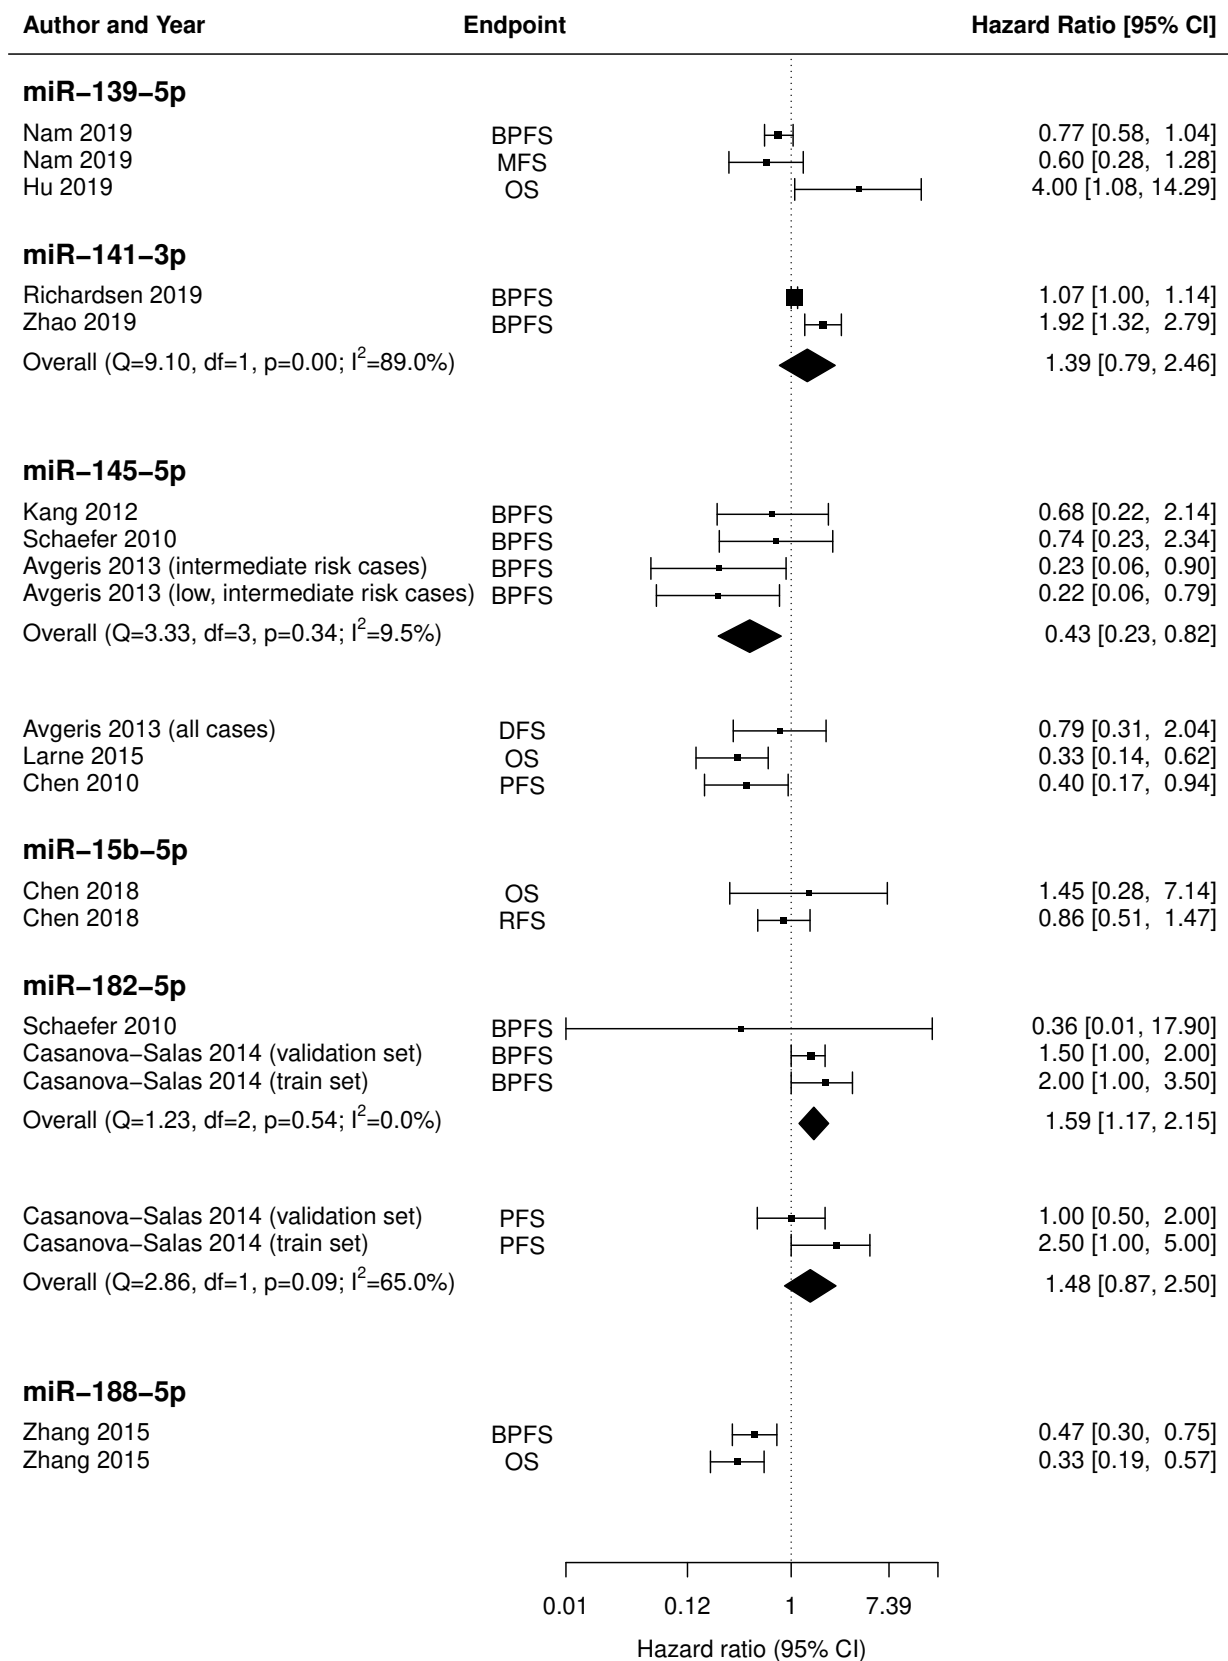 Author and Year Endpoint Hazard Ratio [95% CI]
miR−139−5p
Nam 2019 BPFS 0.77 [0.58, 1.04]
Nam 2019 MFS 0.60 [0.28, 1.28]
Hu 2019 OS 4.00 [1.08, 14.29]
miR−141−3p
Richardsen 2019 BPFS 1.07 [1.00, 1.14]
Zhao 2019 BPFS 1.92 [1.32, 2.79]
Overall (Q=9.10, df=1, p=0.00; I²=89.0%) 1.39 [0.79, 2.46]
miR−145−5p
Kang 2012 BPFS 0.68 [0.22, 2.14]
Schaefer 2010 BPFS 0.74 [0.23, 2.34]
Avgeris 2013 (intermediate risk cases) BPFS 0.23 [0.06, 0.90]
Avgeris 2013 (low, intermediate risk cases) BPFS 0.22 [0.06, 0.79]
Overall (Q=3.33, df=3, p=0.34; I²=9.5%) 0.43 [0.23, 0.82]
Avgeris 2013 (all cases) DFS 0.79 [0.31, 2.04]
Larne 2015 OS 0.33 [0.14, 0.62]
Chen 2010 PFS 0.40 [0.17, 0.94]
miR−15b−5p
Chen 2018 OS 1.45 [0.28, 7.14]
Chen 2018 RFS 0.86 [0.51, 1.47]
miR−182−5p
Schaefer 2010 BPFS 0.36 [0.01, 17.90]
Casanova−Salas 2014 (validation set) BPFS 1.50 [1.00, 2.00]
Casanova−Salas 2014 (train set) BPFS 2.00 [1.00, 3.50]
Overall (Q=1.23, df=2, p=0.54; I²=0.0%) 1.59 [1.17, 2.15]
Casanova−Salas 2014 (validation set) PFS 1.00 [0.50, 2.00]
Casanova−Salas 2014 (train set) PFS 2.50 [1.00, 5.00]
Overall (Q=2.86, df=1, p=0.09; I²=65.0%) 1.48 [0.87, 2.50]
miR−188−5p
Zhang 2015 BPFS 0.47 [0.30, 0.75]
Zhang 2015 OS 0.33 [0.19, 0.57]
0.01 0.12 1 7.39
Hazard ratio (95% CI)